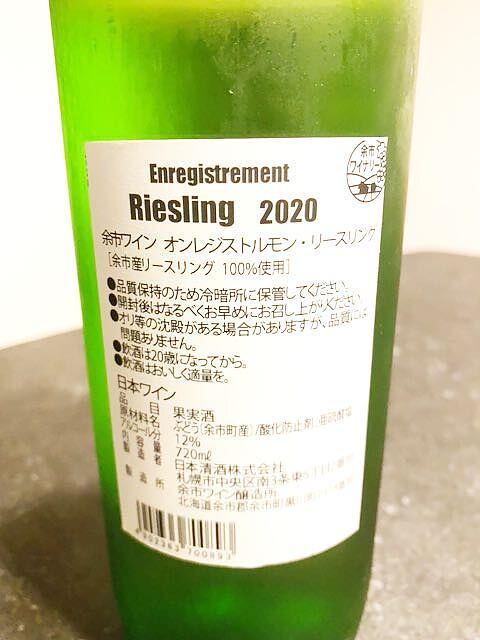 Enregistrement
Riesling 2020
余市
ワイナリー
余市ワイン オンレジストルモン・リースリング
[余市産リースリング 100%使用]
●品質保持のため冷暗所に保管してください。
●開封後はなるべくお早めにお召し上がりください。
●オリ等の沈殿がある場合がありますが、品質には
問題ありません。
●飲酒は20歳になってから。
●飲酒はおいしく適量を。
日本ワイン
品目 果実酒
原材料名 ぶどう(余市町産)/酸化防止剤(亜硫酸塩)
アルコール分 12%
内容量 720ml
製造者 日本清酒株式会社
札幌市中央区南3条東5丁目
製造所 余市ワイン醸造所
北海道余市郡余市町黒川町
4 902363 700893